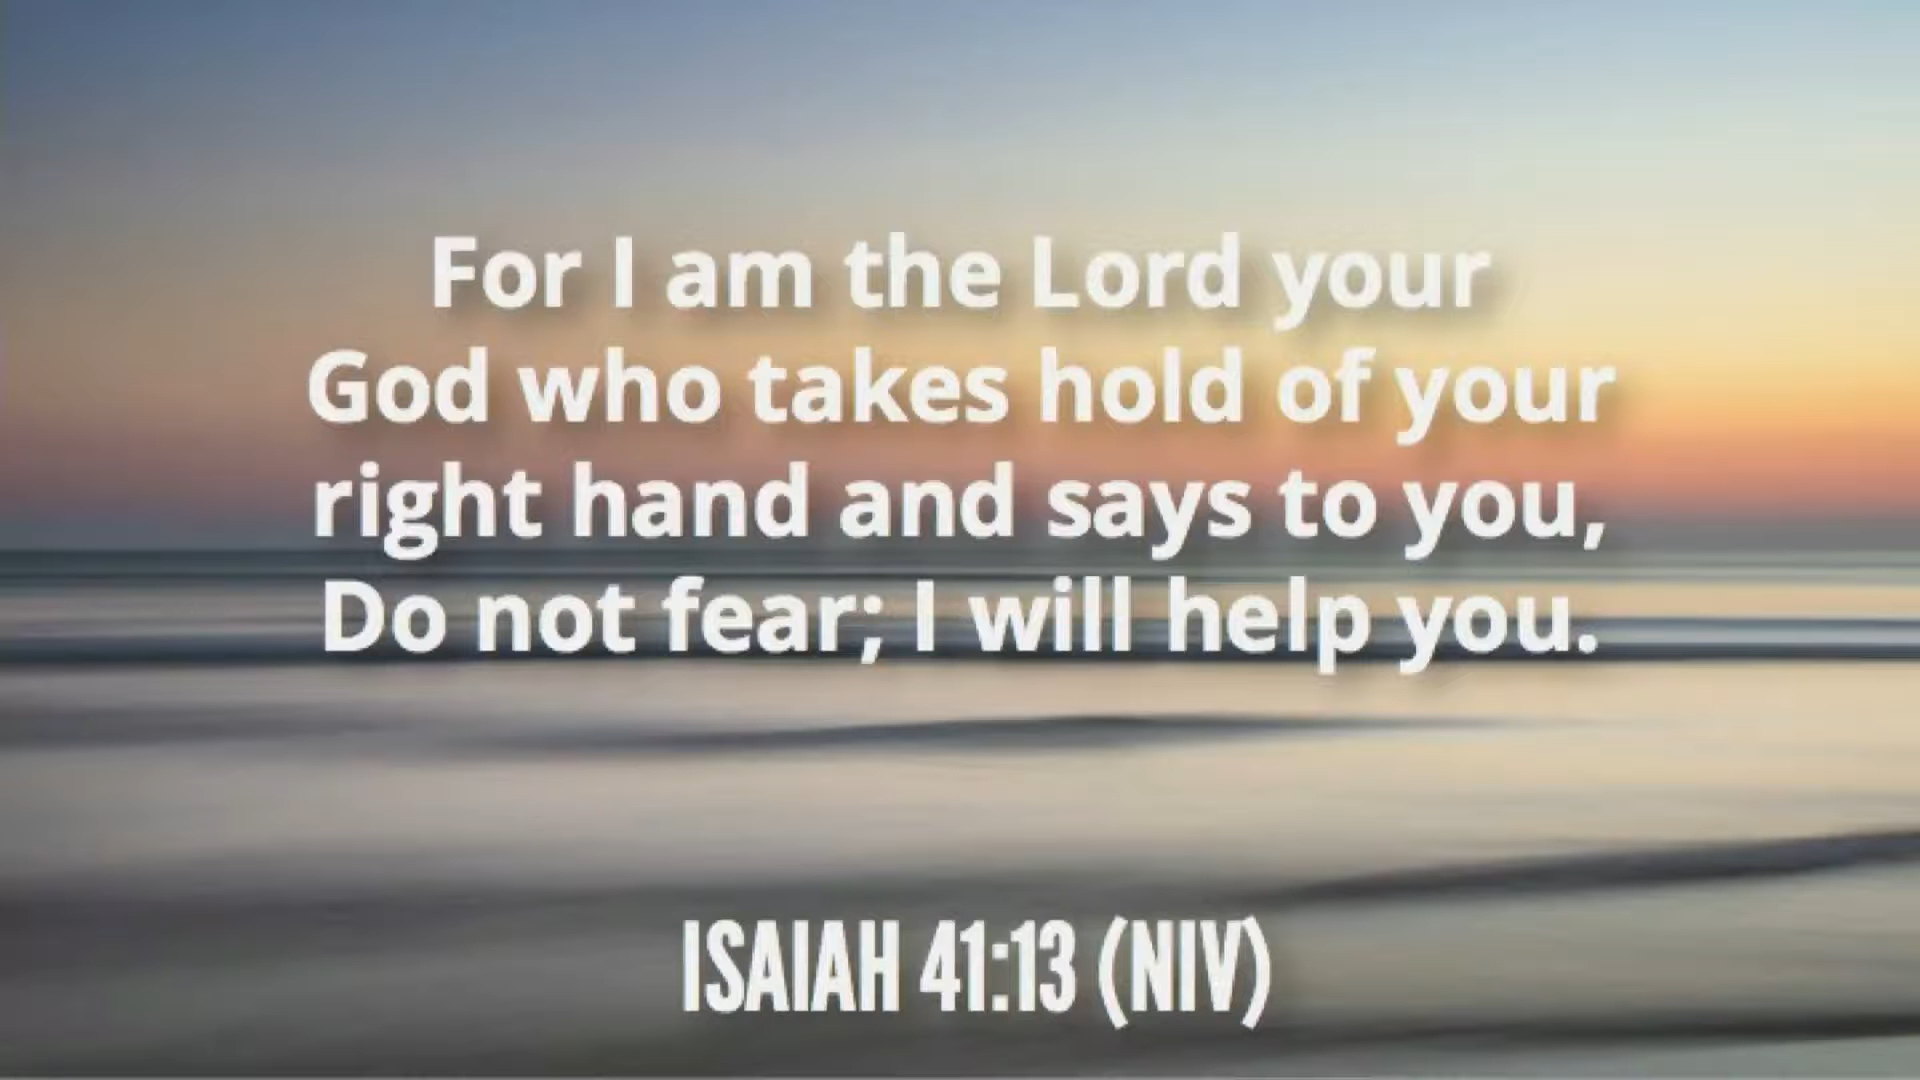 For I am the Lord your
God who takes hold of your
right hand and says to you,
Do not fear; I will help you.
ISAIAH 41:13 (NIV)